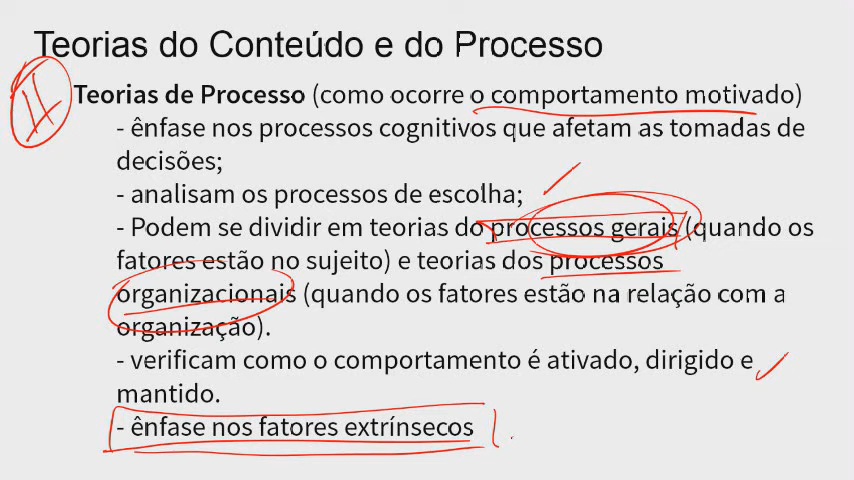 Teorias do Conteúdo e do Processo
Teorias de Processo (como ocorre o comportamento motivado)
- ênfase nos processos cognitivos que afetam as tomadas de
decisões;
- analisam os processos de escolha;
- Podem se dividir em teorias do processos gerais (quando os
fatores estão no sujeito) e teorias dos processos
organizacionais (quando os fatores estão na relação com a
organização).
- verificam como o comportamento é ativado, dirigido e
mantido.
- ênfase nos fatores extrínsecos